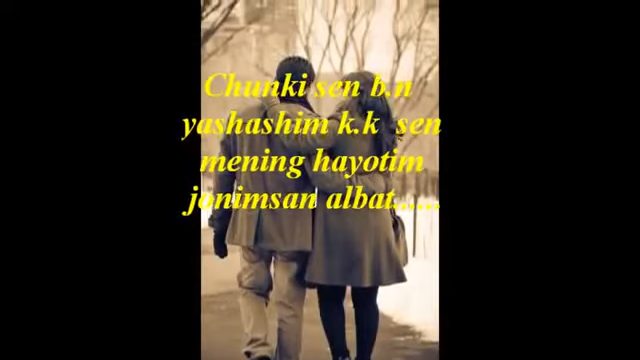 Chunki sen b.n
yashashim k.k sen
mening hayotim
jonimsan albat......